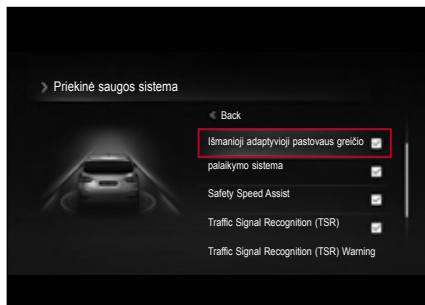 Priekinė saugos sistema
Back
Išmanioji adaptyvioji pastovaus greičio
palaikymo sistema
Safety Speed Assist
Traffic Signal Recognition (TSR)
Traffic Signal Recognition (TSR) Warning